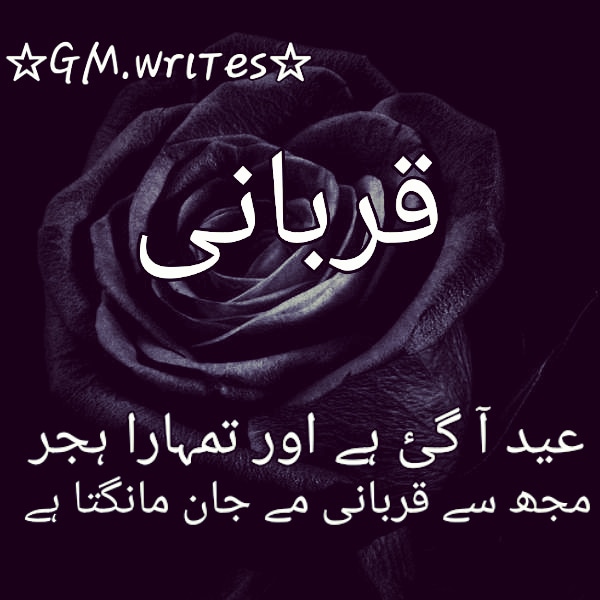 ☆GM.writes☆
قربانی
عید آ گئ ہے اور تمہارا ہجر
مجھ سے قربانی مے جان مانگتا ہے